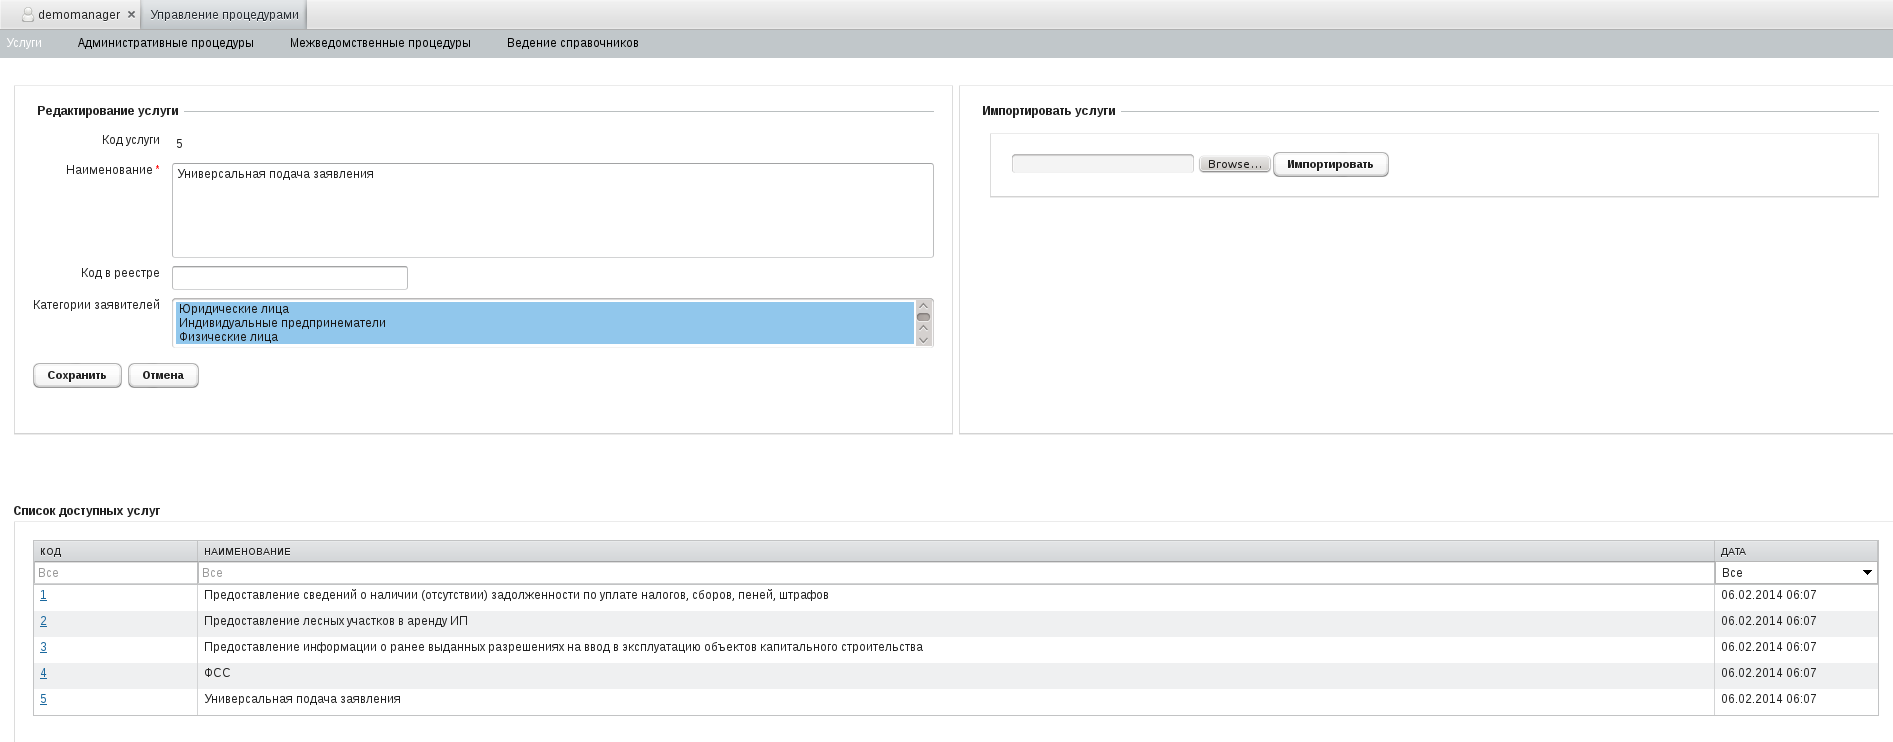 demomanager × Управление процедурами
Услуги Административные процедуры Межведомственные процедуры Ведение справочников
Редактирование услуги
Код услуги 5
Наименование * Универсальная подача заявления
Код в реестре
Категории заявителей Юридические лица
Индивидуальные предпринематели
Физические лица
Сохранить Отмена
Импортировать услуги
Browse... Импортировать
Список доступных услуг
КОД НАИМЕНОВАНИЕ ДАТА
Все Все Все
1 Предоставление сведений о наличии (отсутствии) задолженности по уплате налогов, сборов, пеней, штрафов 06.02.2014 06:07
2 Предоставление лесных участков в аренду ИП 06.02.2014 06:07
3 Предоставление информации о ранее выданных разрешениях на ввод в эксплуатацию объектов капитального строительства 06.02.2014 06:07
4 ФСС 06.02.2014 06:07
5 Универсальная подача заявления 06.02.2014 06:07